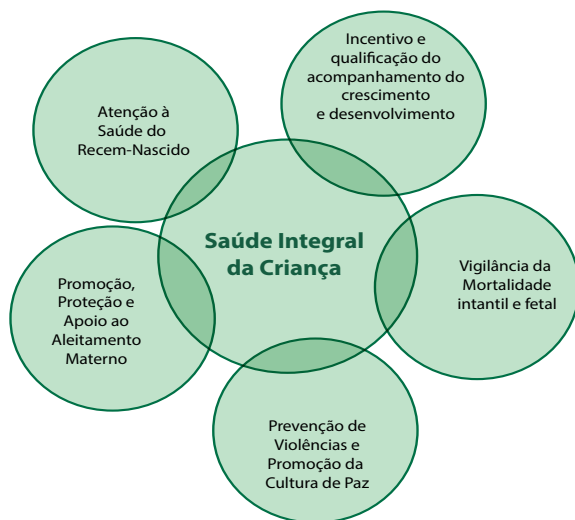 Incentivo e
qualificação do
acompanhamento do
crescimento
e desenvolvimento
Atenção à
Saúde do
Recem-Nascido
Saúde Integral
da Criança
Vigilância da
Mortalidade
intantil e fetal
Promoção,
Proteção e
Apoio ao
Aleitamento
Materno
Prevenção de
Violências e
Promoção da
Cultura de Paz